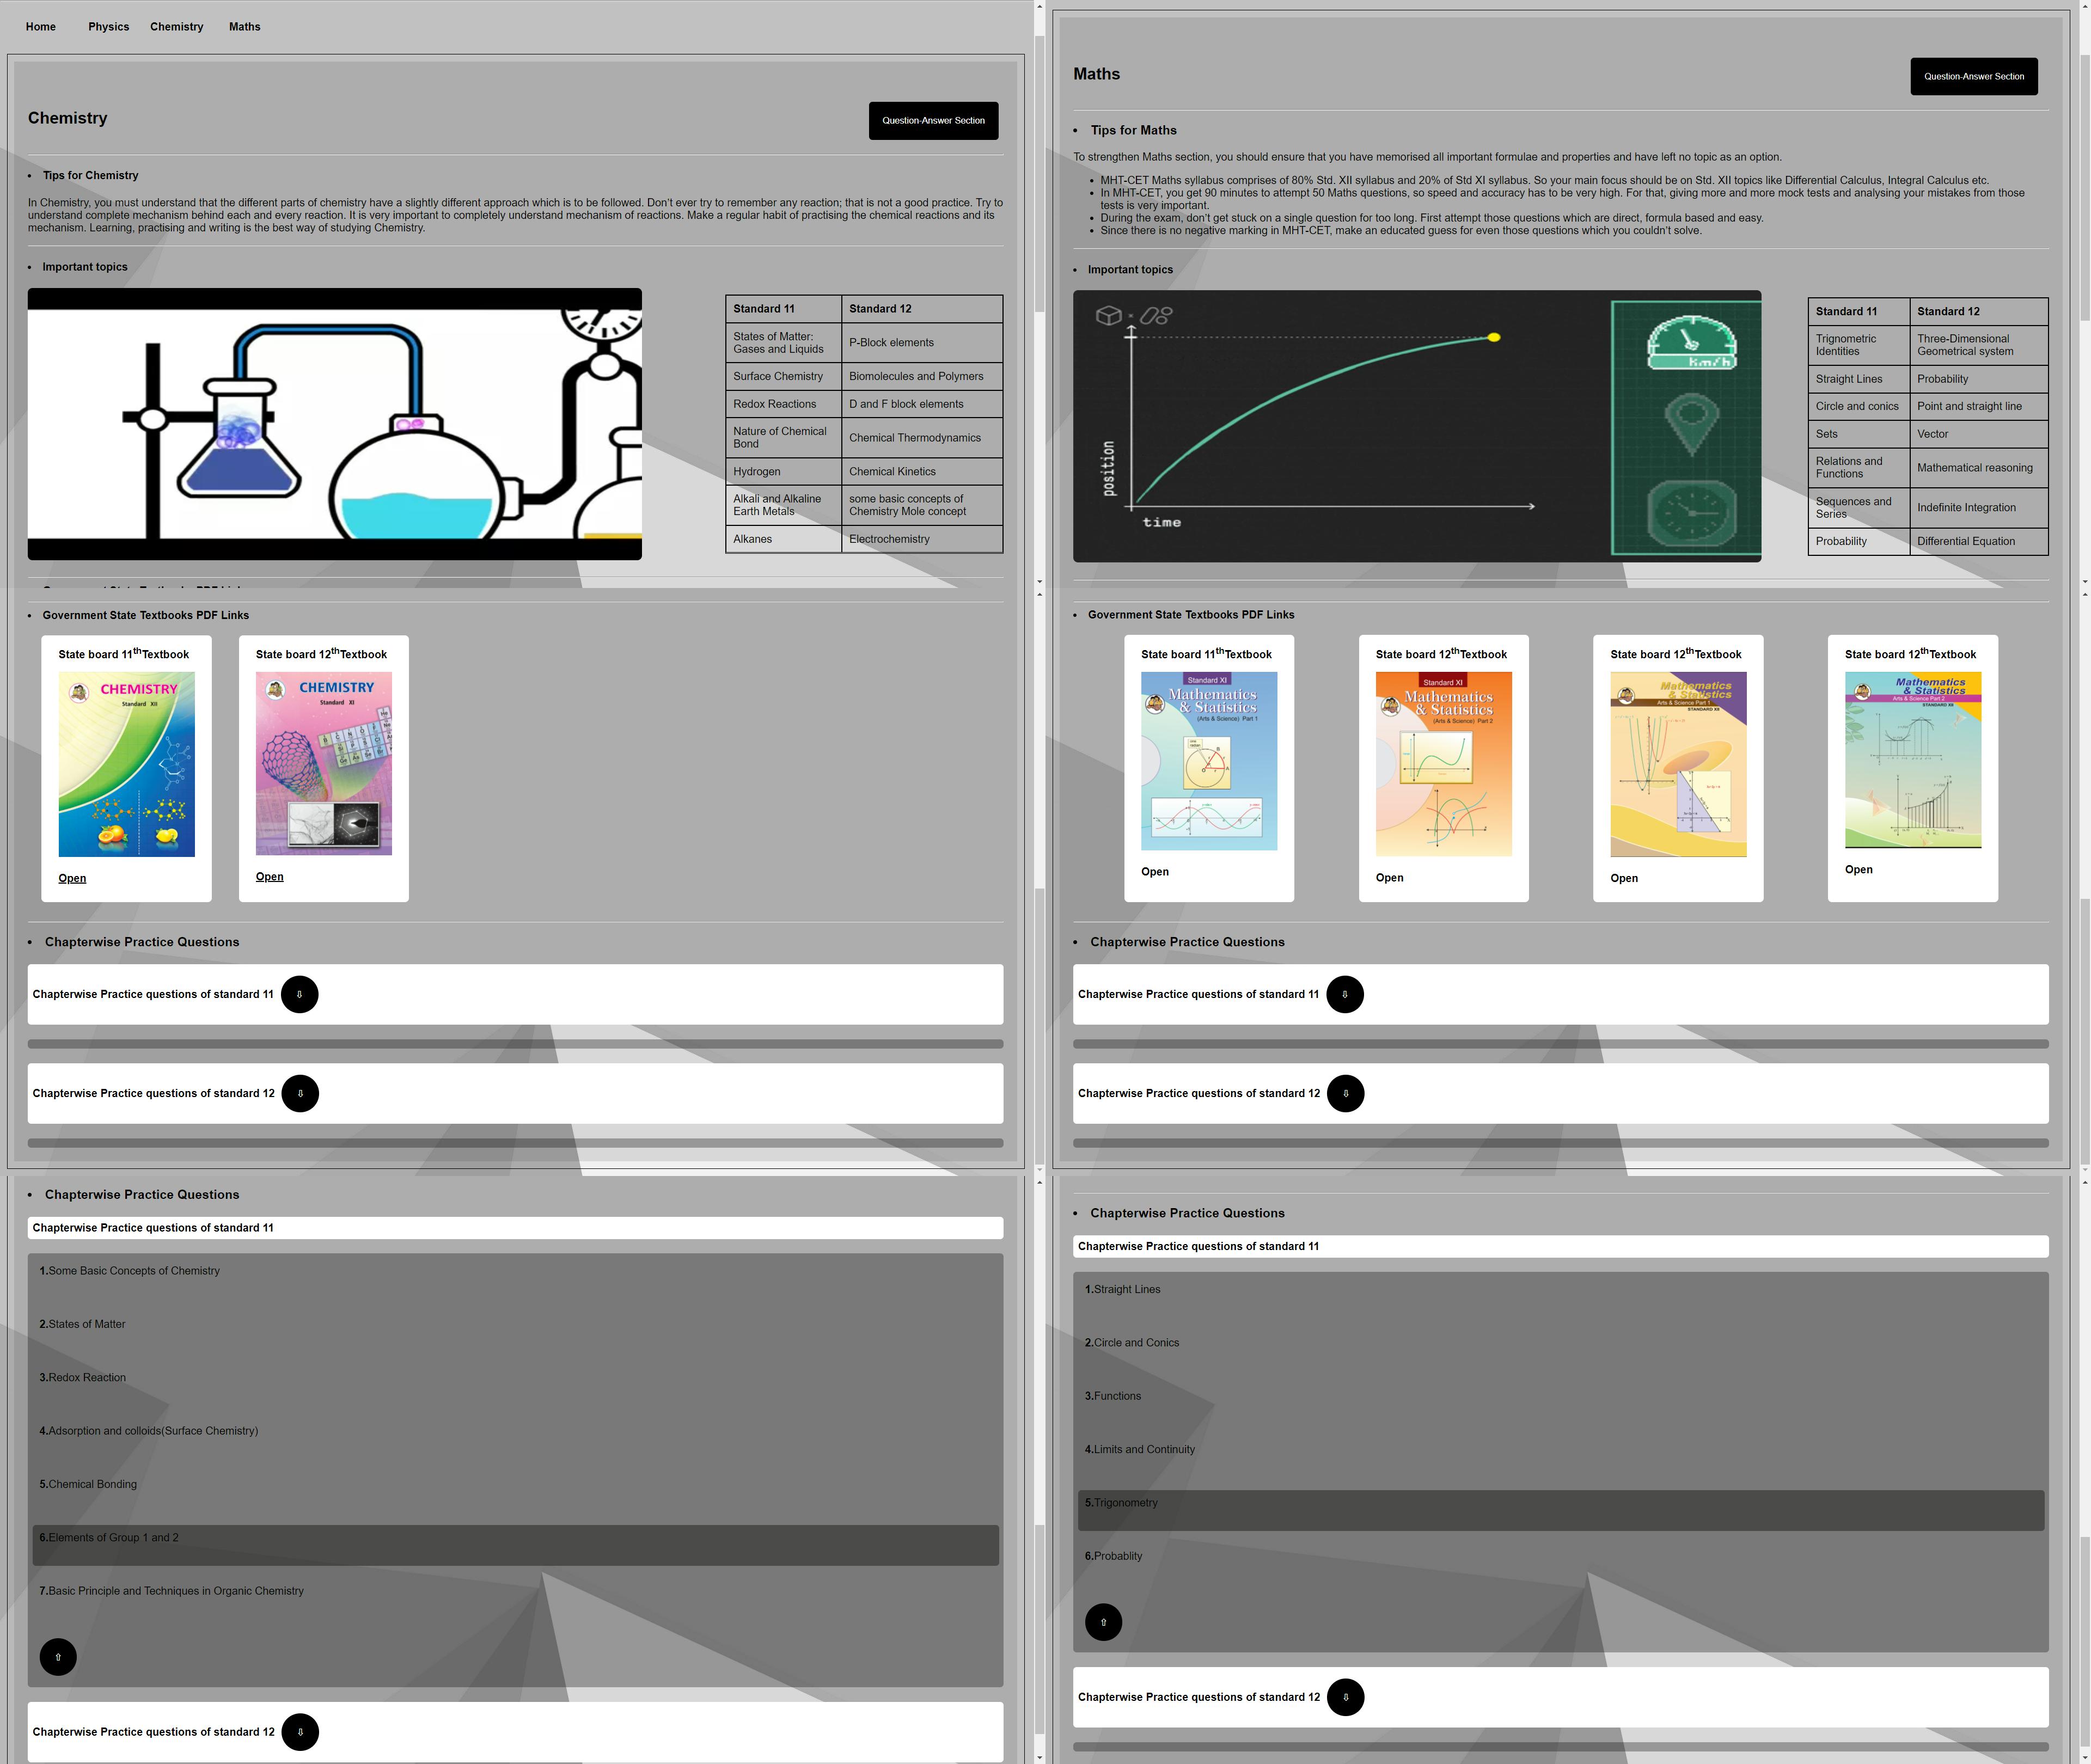 Home Physics Chemistry Maths
Chemistry
Question-Answer Section
Tips for Chemistry
In Chemistry, you must understand that the different parts of chemistry have a slightly different approach which is to be followed. Don't ever try to remember any reaction; that is not a good practice. Try to
understand complete mechanism behind each and every reaction. It is very important to completely understand mechanism of reactions. Make a regular habit of practising the chemical reactions and its
mechanism. Learning, practising and writing is the best way of studying Chemistry.
Important topics
Standard 11 Standard 12
States of Matter: Gases and Liquids P-Block elements
Surface Chemistry Biomolecules and Polymers
Redox Reactions D and F block elements
Nature of Chemical Bond Chemical Thermodynamics
Hydrogen Chemical Kinetics
Alkali and Alkaline Earth Metals some basic concepts of Chemistry Mole concept
Alkanes Electrochemistry
Maths
Question-Answer Section
Tips for Maths
To strengthen Maths section, you should ensure that you have memorised all important formulae and properties and have left no topic as an option.
MHT-CET Maths syllabus comprises of 80% Std. XII syllabus and 20% of Std XI syllabus. So your main focus should be on Std. XII topics like Differential Calculus, Integral Calculus etc.
In MHT-CET, you get 90 minutes to attempt 50 Maths questions, so speed and accuracy has to be very high. For that, giving more and more mock tests and analysing your mistakes from those
tests is very important.
During the exam, don't get stuck on a single question for too long. First attempt those questions which are direct, formula based and easy.
Since there is no negative marking in MHT-CET, make an educated guess for even those questions which you couldn't solve.
Important topics
position
time
km/h
Standard 11 Standard 12
Trignometric Identities Three-Dimensional Geometrical system
Straight Lines Probability
Circle and conics Point and straight line
Sets Vector
Relations and Functions Mathematical reasoning
Sequences and Series Indefinite Integration
Probability Differential Equation
Government State Textbooks PDF Links
State board 11thTextbook State board 12thTextbook
CHEMISTRY
Standard XII
CHEMISTRY
Standard XI
Open Open
Chapterwise Practice Questions
Chapterwise Practice questions of standard 11 ⇩
Chapterwise Practice questions of standard 12 ⇩
Government State Textbooks PDF Links
State board 11thTextbook State board 12thTextbook State board 12thTextbook State board 12thTextbook
Standard XI
Mathematics
& Statistics
(Arts & Science) Part 1
Standard XI
Mathematics
& Statistics
(Arts & Science) Part 2
Mathematics
& Statistics
Arts & Science Part 1
STANDARD XII
Mathematics
& Statistics
Arts & Science Part 2
STANDARD XII
Open Open Open Open
Chapterwise Practice Questions
Chapterwise Practice questions of standard 11 ⇩
Chapterwise Practice questions of standard 12 ⇩
Chapterwise Practice Questions
Chapterwise Practice questions of standard 11
1.Some Basic Concepts of Chemistry
2.States of Matter
3.Redox Reaction
4.Adsorption and colloids(Surface Chemistry)
5.Chemical Bonding
6.Elements of Group 1 and 2
7.Basic Principle and Techniques in Organic Chemistry
⇧
Chapterwise Practice questions of standard 12 ⇩
Chapterwise Practice Questions
Chapterwise Practice questions of standard 11
1.Straight Lines
2.Circle and Conics
3.Functions
4.Limits and Continuity
5.Trigonometry
6.Probablity
⇧
Chapterwise Practice questions of standard 12 ⇩